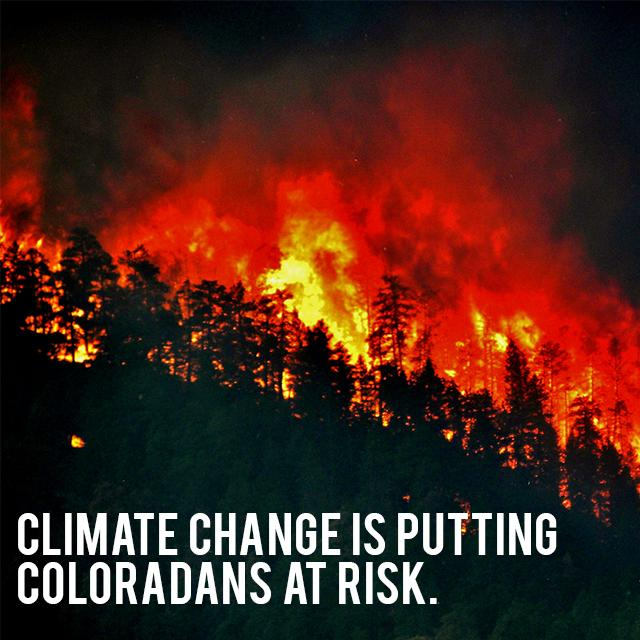 CLIMATE CHANGE IS PUTTING
COLORADANS AT RISK.